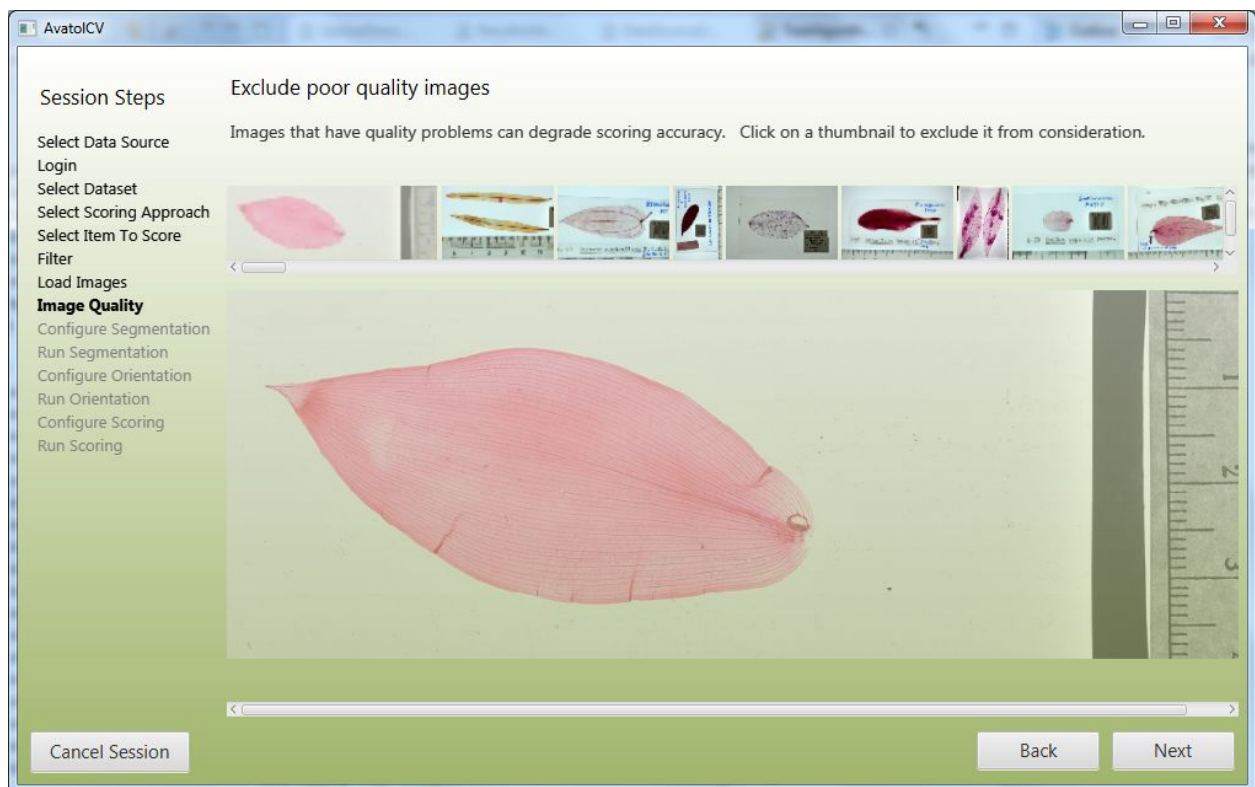 AvatolCV
Session Steps
Select Data Source
Login
Select Dataset
Select Scoring Approach
Select Item To Score
Filter
Load Images
Image Quality
Configure Segmentation
Run Segmentation
Configure Orientation
Run Orientation
Configure Scoring
Run Scoring
Exclude poor quality images
Images that have quality problems can degrade scoring accuracy. Click on a thumbnail to exclude it from consideration.
1
2
3
Cancel Session
Back
Next